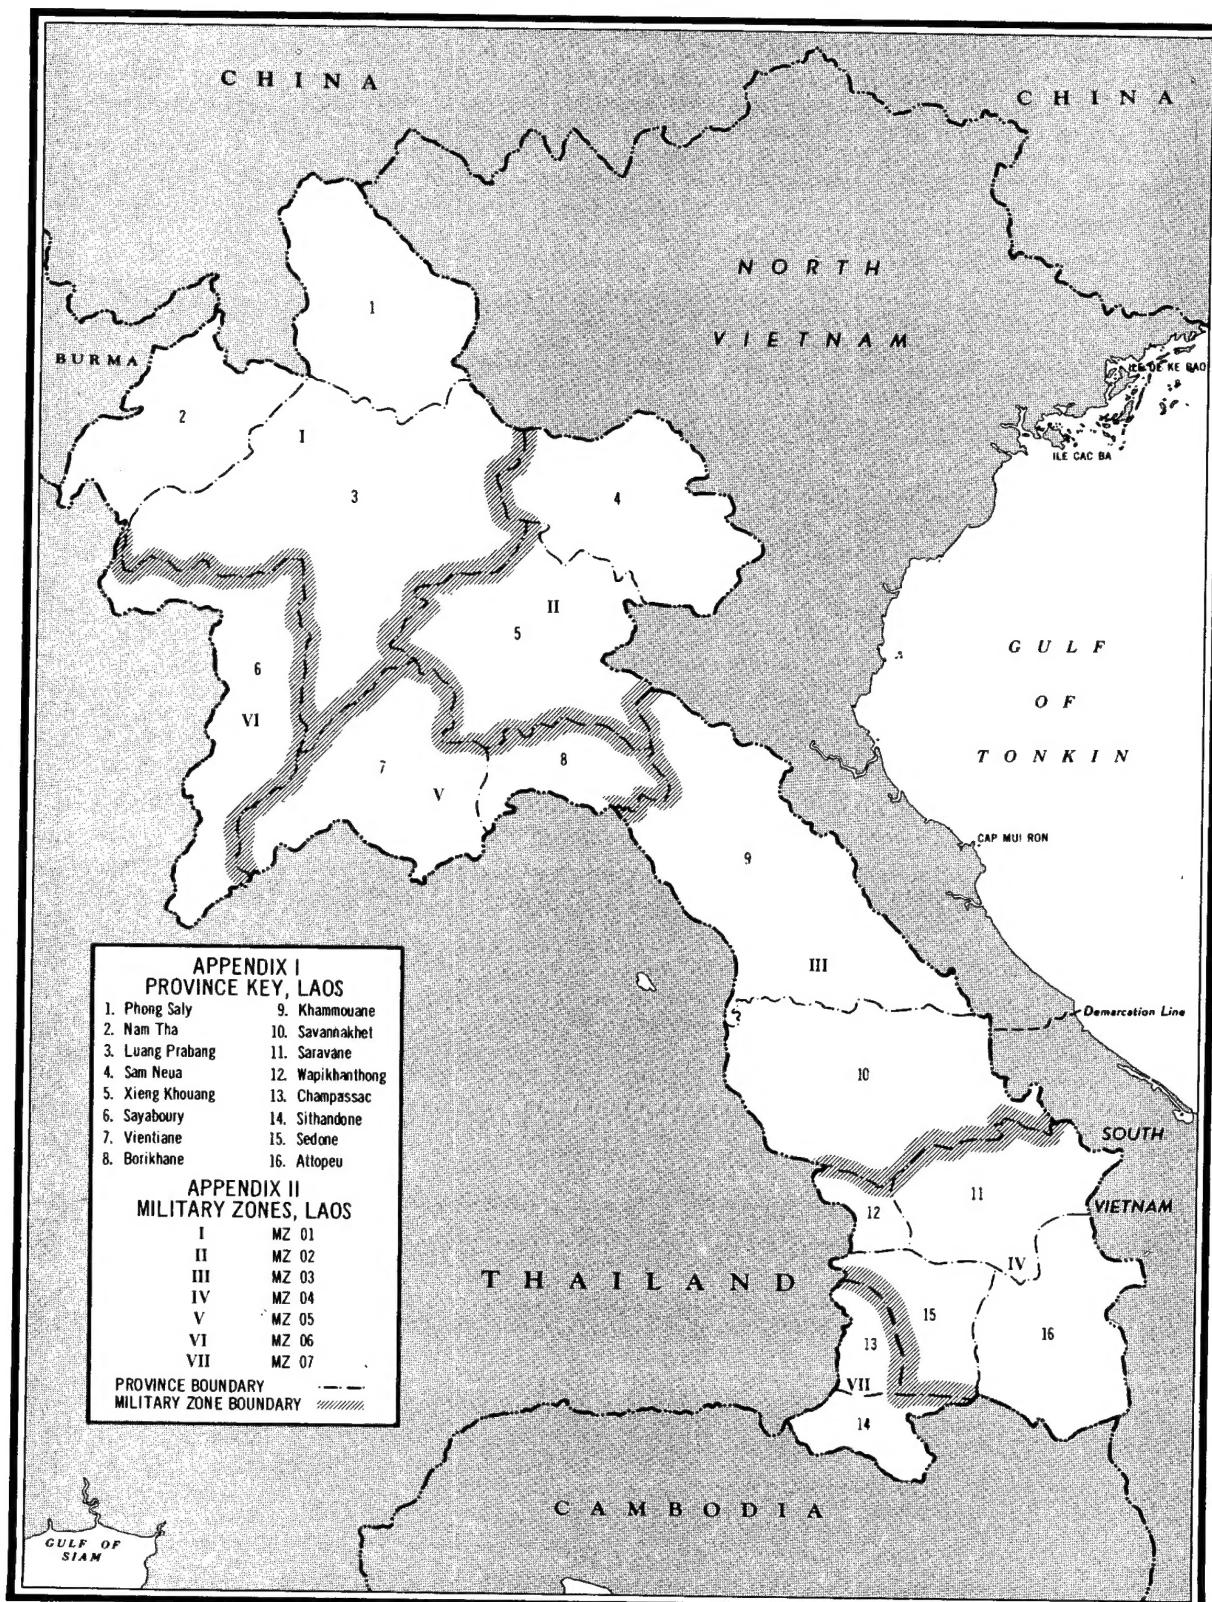 CHINA
CHINA
NORTH
VIETNAM
1
BURMA
ILE DE KE BAO
2
I
ILE CAC BA
3
4
II
5
GULF
OF
TONKIN
6
VI
7
V
8
CAP MUI RON
9
III
Demarcation Line
10
SOUTH
VIETNAM
11
12
IV
THAILAND
15
13
16
VII
14
CAMBODIA
GULF OF
SIAM
APPENDIX I
PROVINCE KEY, LAOS
1. Phong Saly
2. Nam Tha
3. Luang Prabang
4. Sam Neua
5. Xieng Khouang
6. Sayaboury
7. Vientiane
8. Borikhane
9. Khammouane
10. Savannakhet
11. Saravane
12. Wapikhanthong
13. Champassac
14. Sithandone
15. Sedone
16. Attopeu
APPENDIX II
MILITARY ZONES, LAOS
I MZ 01
II MZ 02
III MZ 03
IV MZ 04
V MZ 05
VI MZ 06
VII MZ 07
PROVINCE BOUNDARY
MILITARY ZONE BOUNDARY